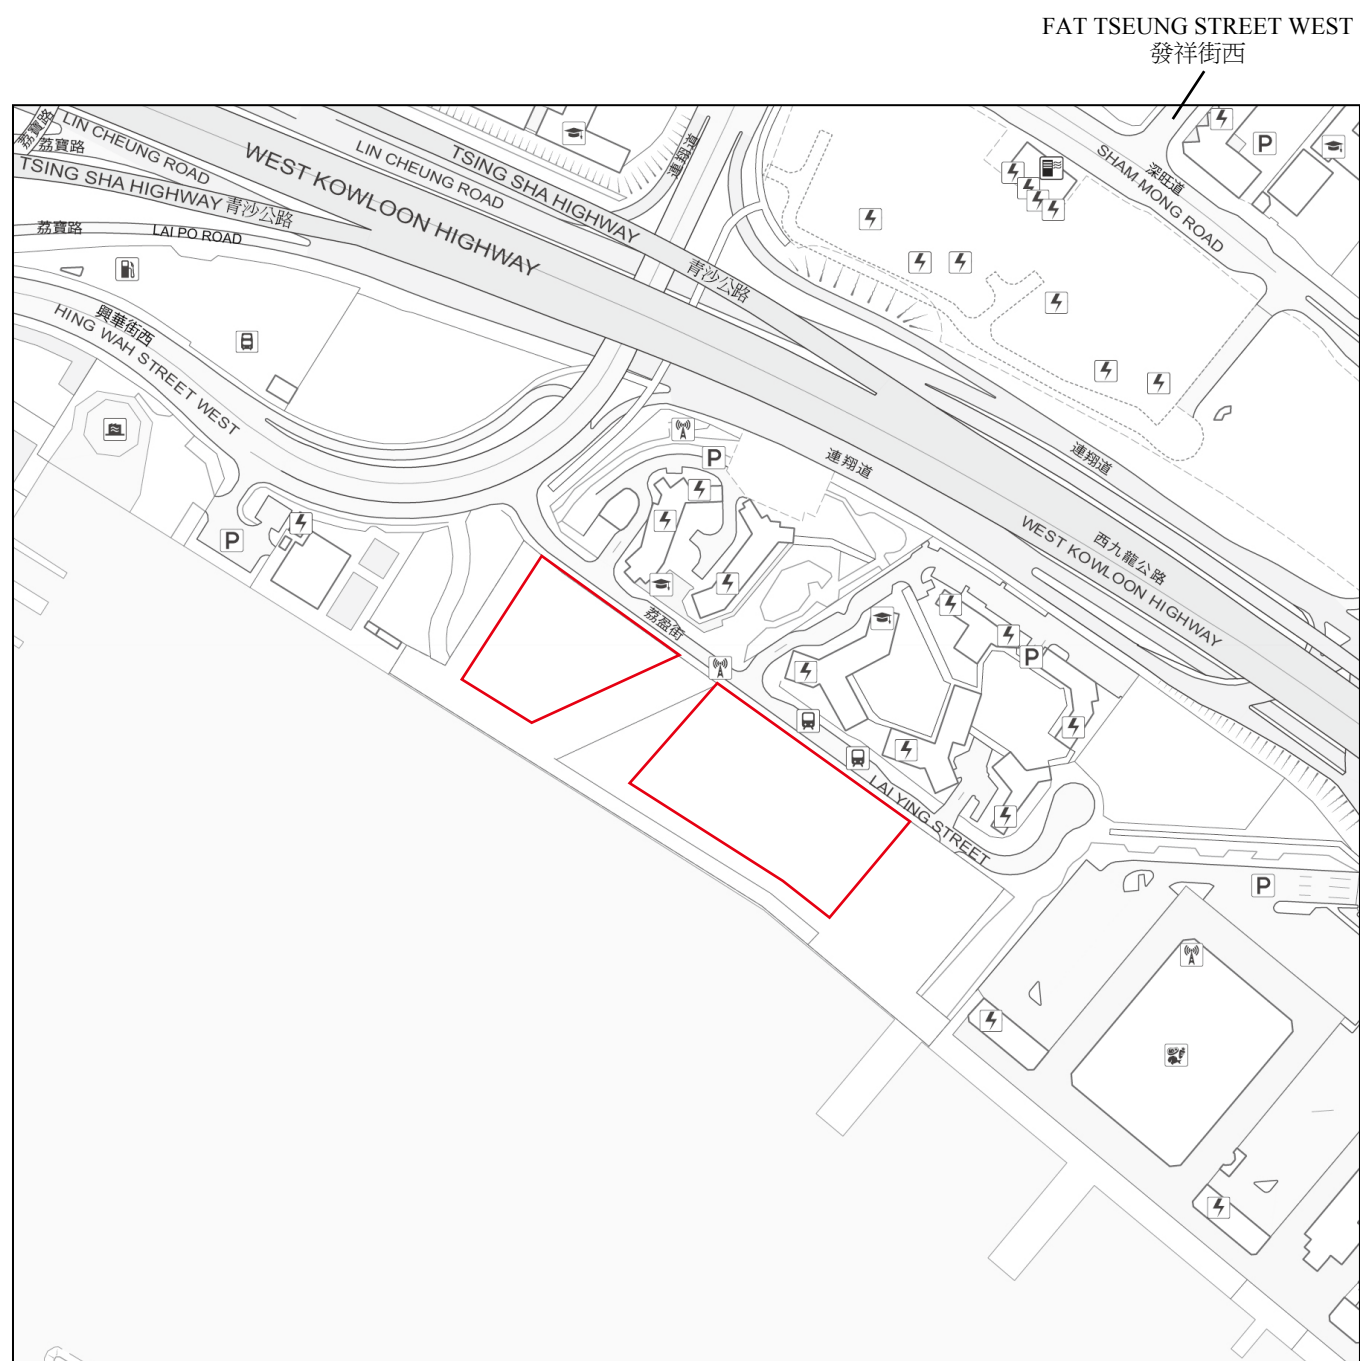 FAT TSEUNG STREET WEST
發祥街西
荔寶路
LIN CHEUNG ROAD
荔寶路
TSING SHA HIGHWAY 青沙公路
荔寶路
LAI PO ROAD
WEST KOWLOON HIGHWAY
LIN CHEUNG ROAD
TSING SHA HIGHWAY
青沙公路
連翔道
深旺道
SHAM MONG ROAD
P
興華街西
HING WAH STREET WEST
P
P
連翔道
連翔道
西九龍公路
WEST KOWLOON HIGHWAY
荔盈街
P
LAI YING STREET
P